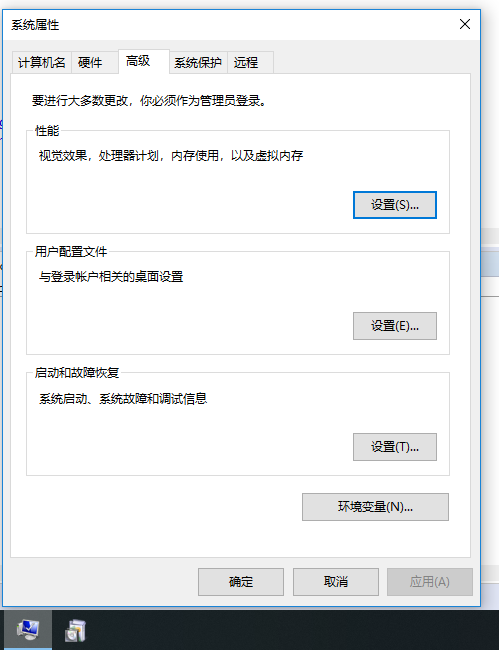 系统属性
计算机名 硬件 高级 系统保护 远程
要进行大多数更改，你必须作为管理员登录。
性能
视觉效果，处理器计划，内存使用，以及虚拟内存
设置(S)...
用户配置文件
与登录帐户相关的桌面设置
设置(E)...
启动和故障恢复
系统启动、系统故障和调试信息
设置(T)...
环境变量(N)...
确定 取消 应用(A)